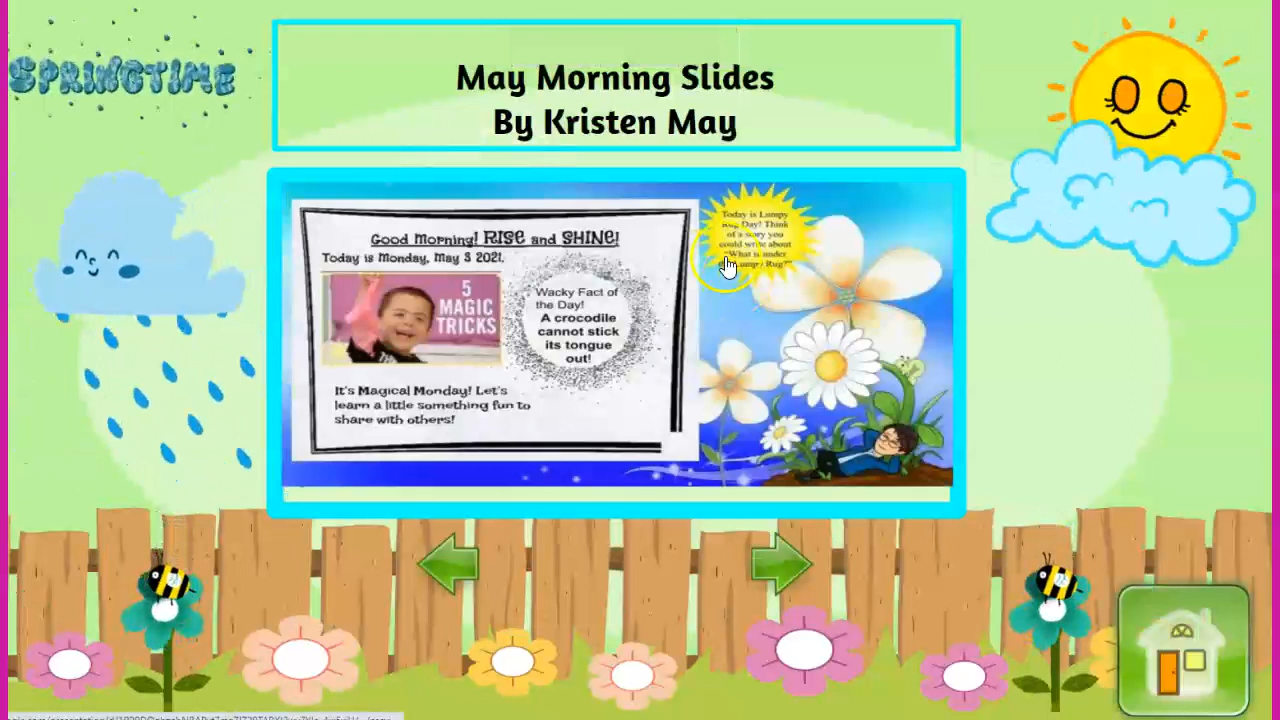 SPRINGTIME
May Morning Slides
By Kristen May
Good Morning! RISE and SHINE!
Today is Monday, May 3 2021.
5
MAGIC
TRICKS
Wacky Fact of
the Day!
A crocodile
cannot stick
its tongue
out!
It's Magical Monday! Let's
learn a little something fun to
share with others!
Today is Lumpy
Rug Day! Think
of a story you
could write about
"What is under
Lumpy Rug?"